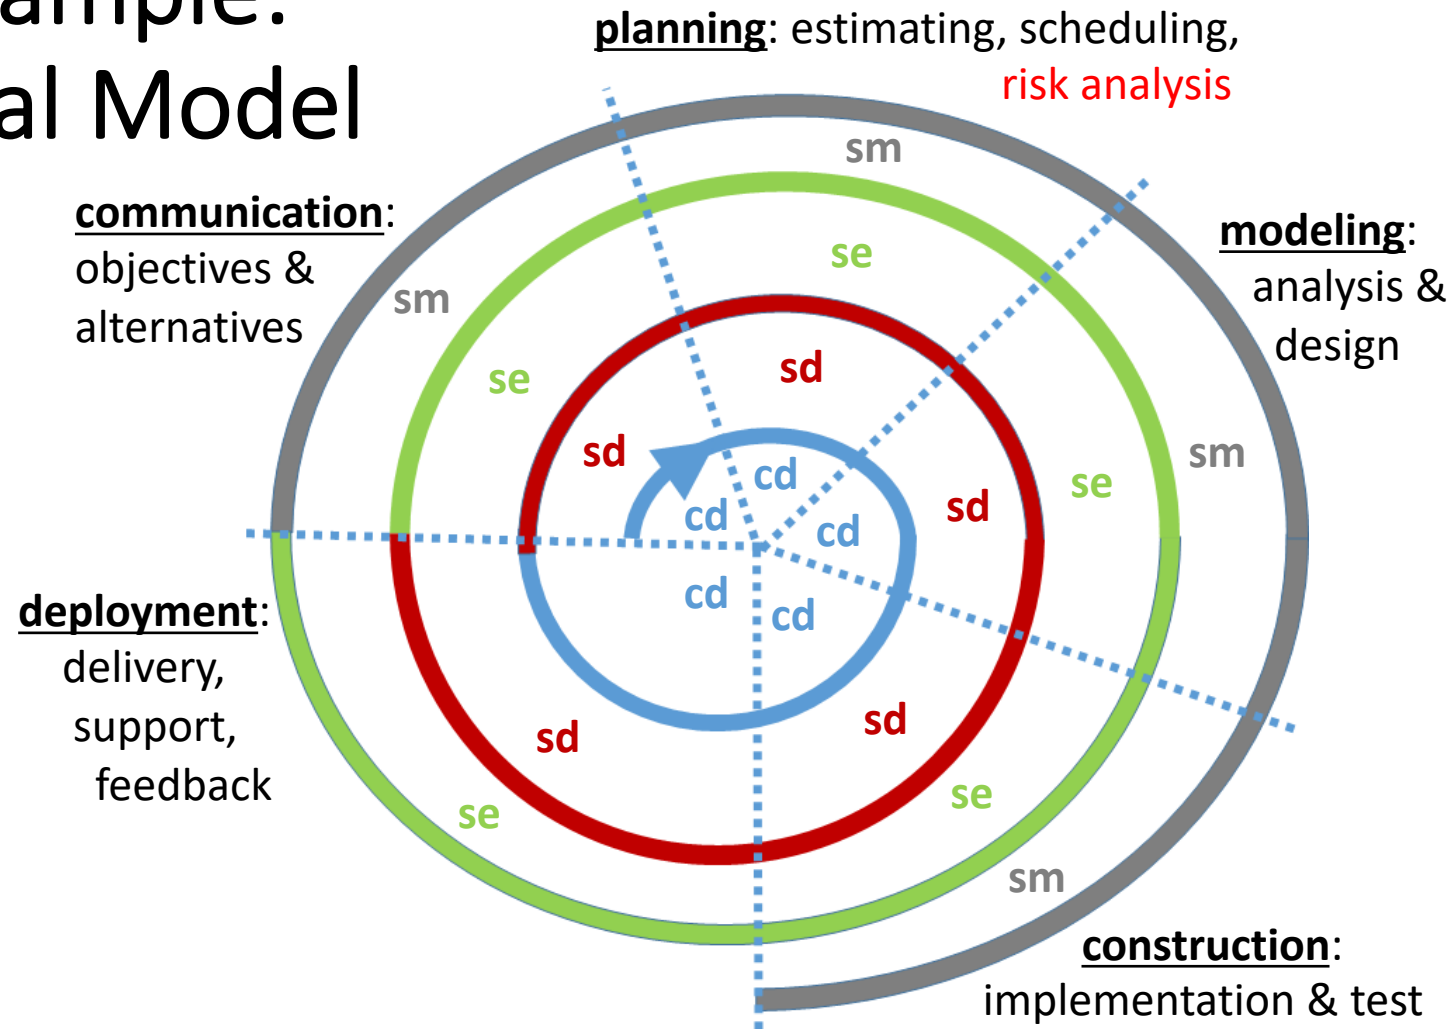 al Model
planning: estimating, scheduling,
risk analysis
communication:
objectives &
alternatives
modeling:
analysis &
design
sm
sm
se
se
sd
sd
cd
cd
cd
cd
cd
sd
se
sm
deployment:
delivery,
support,
feedback
sd
sd
se
se
sm
construction:
implementation & test